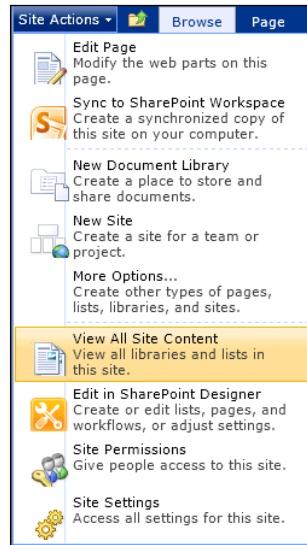 Site Actions Browse Page
Edit Page
Modify the web parts on this
page.
Sync to SharePoint Workspace
Create a synchronized copy of
this site on your computer.
New Document Library
Create a place to store and
share documents.
New Site
Create a site for a team or
project.
More Options...
Create other types of pages,
lists, libraries, and sites.
View All Site Content
View all libraries and lists in
this site.
Edit in SharePoint Designer
Create or edit lists, pages, and
workflows, or adjust settings.
Site Permissions
Give people access to this site.
Site Settings
Access all settings for this site.